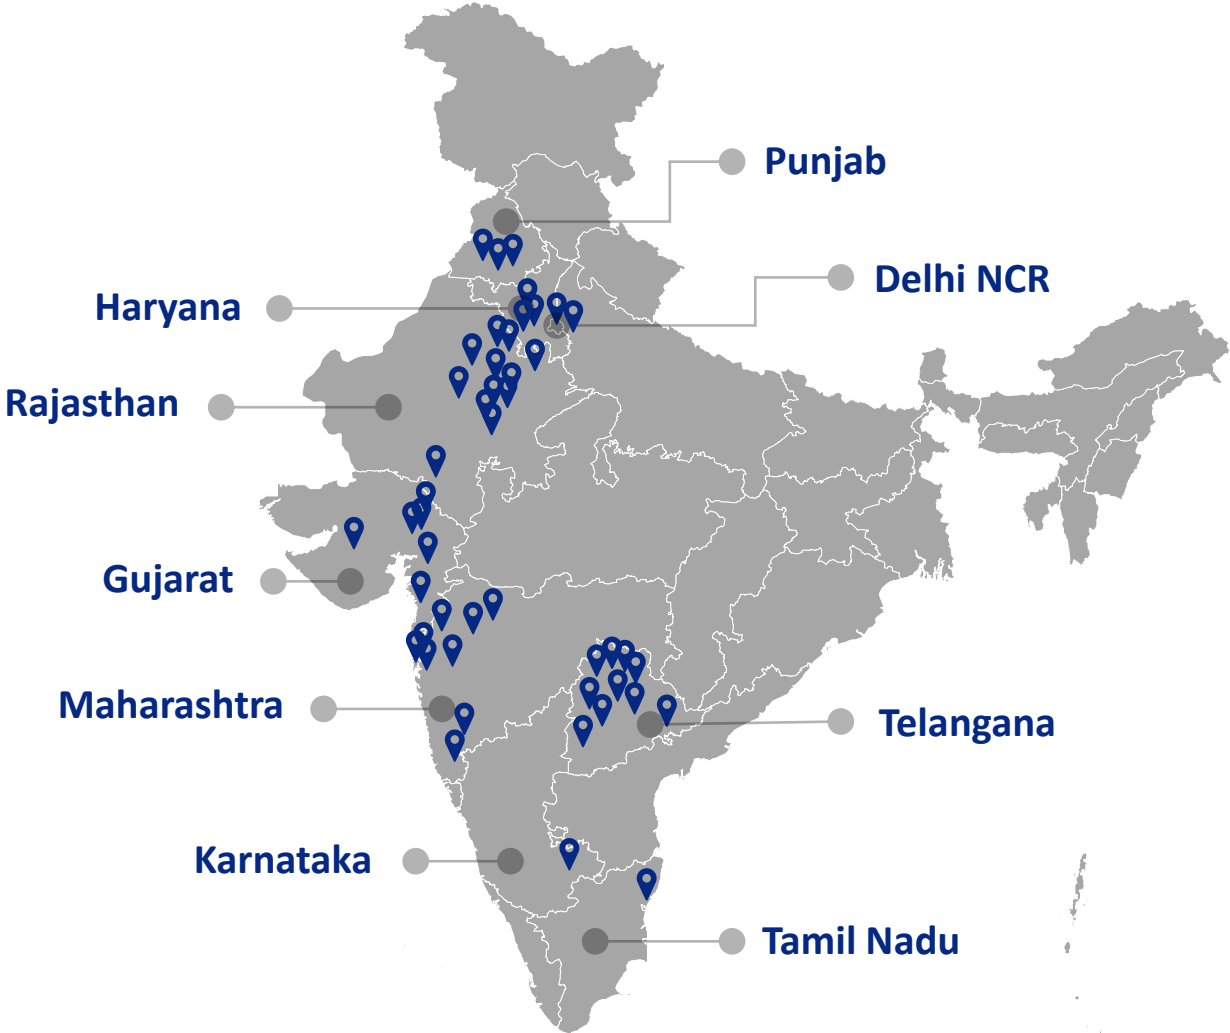 Punjab
Delhi NCR
Haryana
Rajasthan
Gujarat
Maharashtra
Telangana
Karnataka
Tamil Nadu